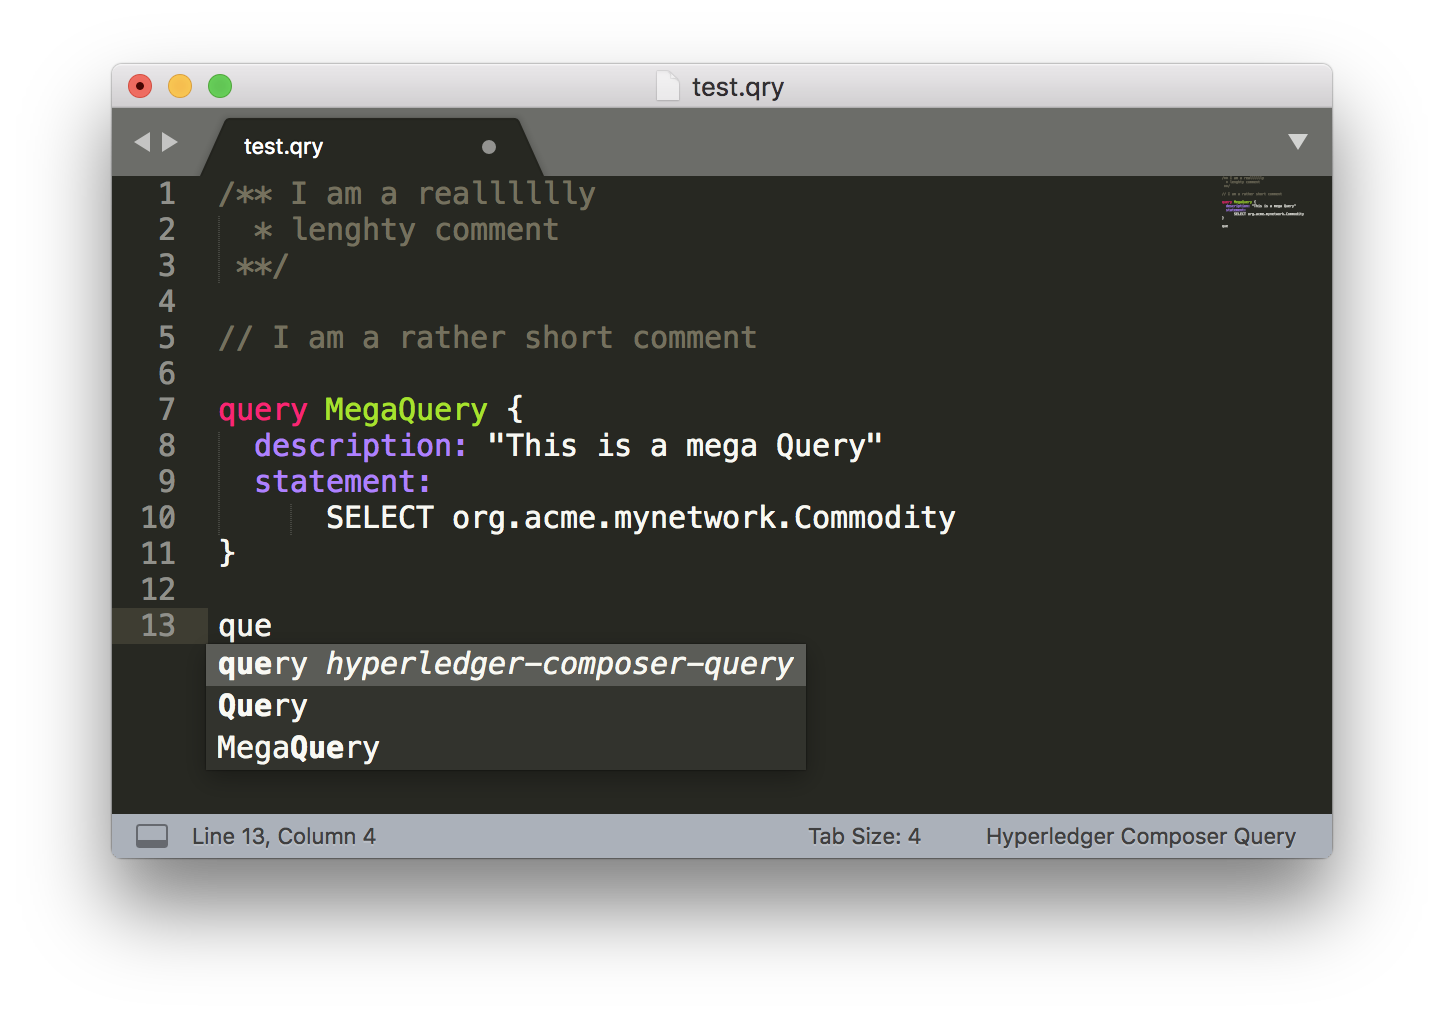 test.qry
test.qry
1 /** I am a realllllly
2 * lenghty comment
3 **/
4
5 // I am a rather short comment
6
7 query MegaQuery {
8 description: "This is a mega Query"
9 statement:
10 SELECT org.acme.mynetwork.Commodity
11 }
12
13 que
query hyperledger-composer-query
Query
MegaQuery
Line 13, Column 4 Tab Size: 4 Hyperledger Composer Query